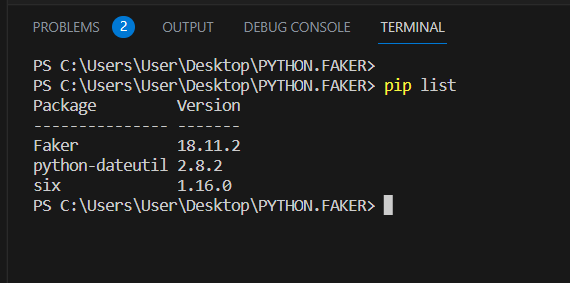 PROBLEMS 2 OUTPUT DEBUG CONSOLE TERMINAL
PS C:\Users\User\Desktop\PYTHON.FAKER>
PS C:\Users\User\Desktop\PYTHON.FAKER> pip list
Package         Version
--------------- -------
Faker           18.11.2
python-dateutil 2.8.2
six             1.16.0
PS C:\Users\User\Desktop\PYTHON.FAKER>